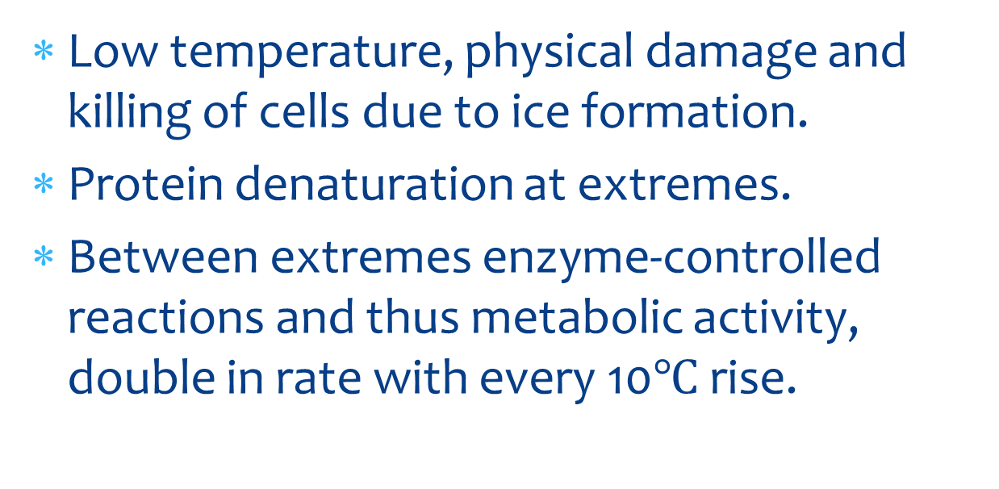 * Low temperature, physical damage and
killing of cells due to ice formation.
* Protein denaturation at extremes.
* Between extremes enzyme-controlled
reactions and thus metabolic activity,
double in rate with every 10°C rise.